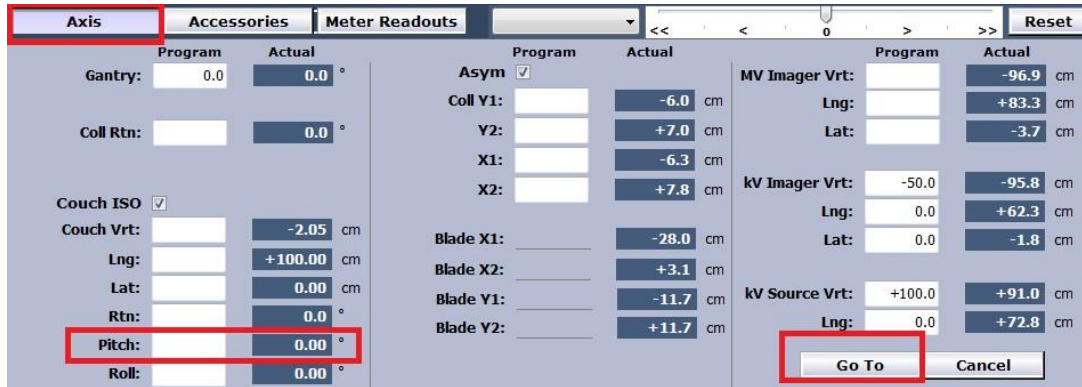 Axis Accessories Meter Readouts << < 0 > >> Reset
Program Actual
Gantry: 0.0 0.0 °
Coll Rtn: 0.0 °
Couch ISO
Couch Vrt: -2.05 cm
Lng: +100.00 cm
Lat: 0.00 cm
Rtn: 0.0 °
Pitch: 0.00 °
Roll: 0.00 °
Program Actual
Asym
Coll Y1: -6.0 cm
Y2: +7.0 cm
X1: -6.3 cm
X2: +7.8 cm
Blade X1: -28.0 cm
Blade X2: +3.1 cm
Blade Y1: -11.7 cm
Blade Y2: +11.7 cm
Program Actual
MV Imager Vrt: -96.9 cm
Lng: +83.3 cm
Lat: -3.7 cm
kV Imager Vrt: -50.0 -95.8 cm
Lng: 0.0 +62.3 cm
Lat: 0.0 -1.8 cm
kV Source Vrt: +100.0 +91.0 cm
Lng: 0.0 +72.8 cm
Go To Cancel